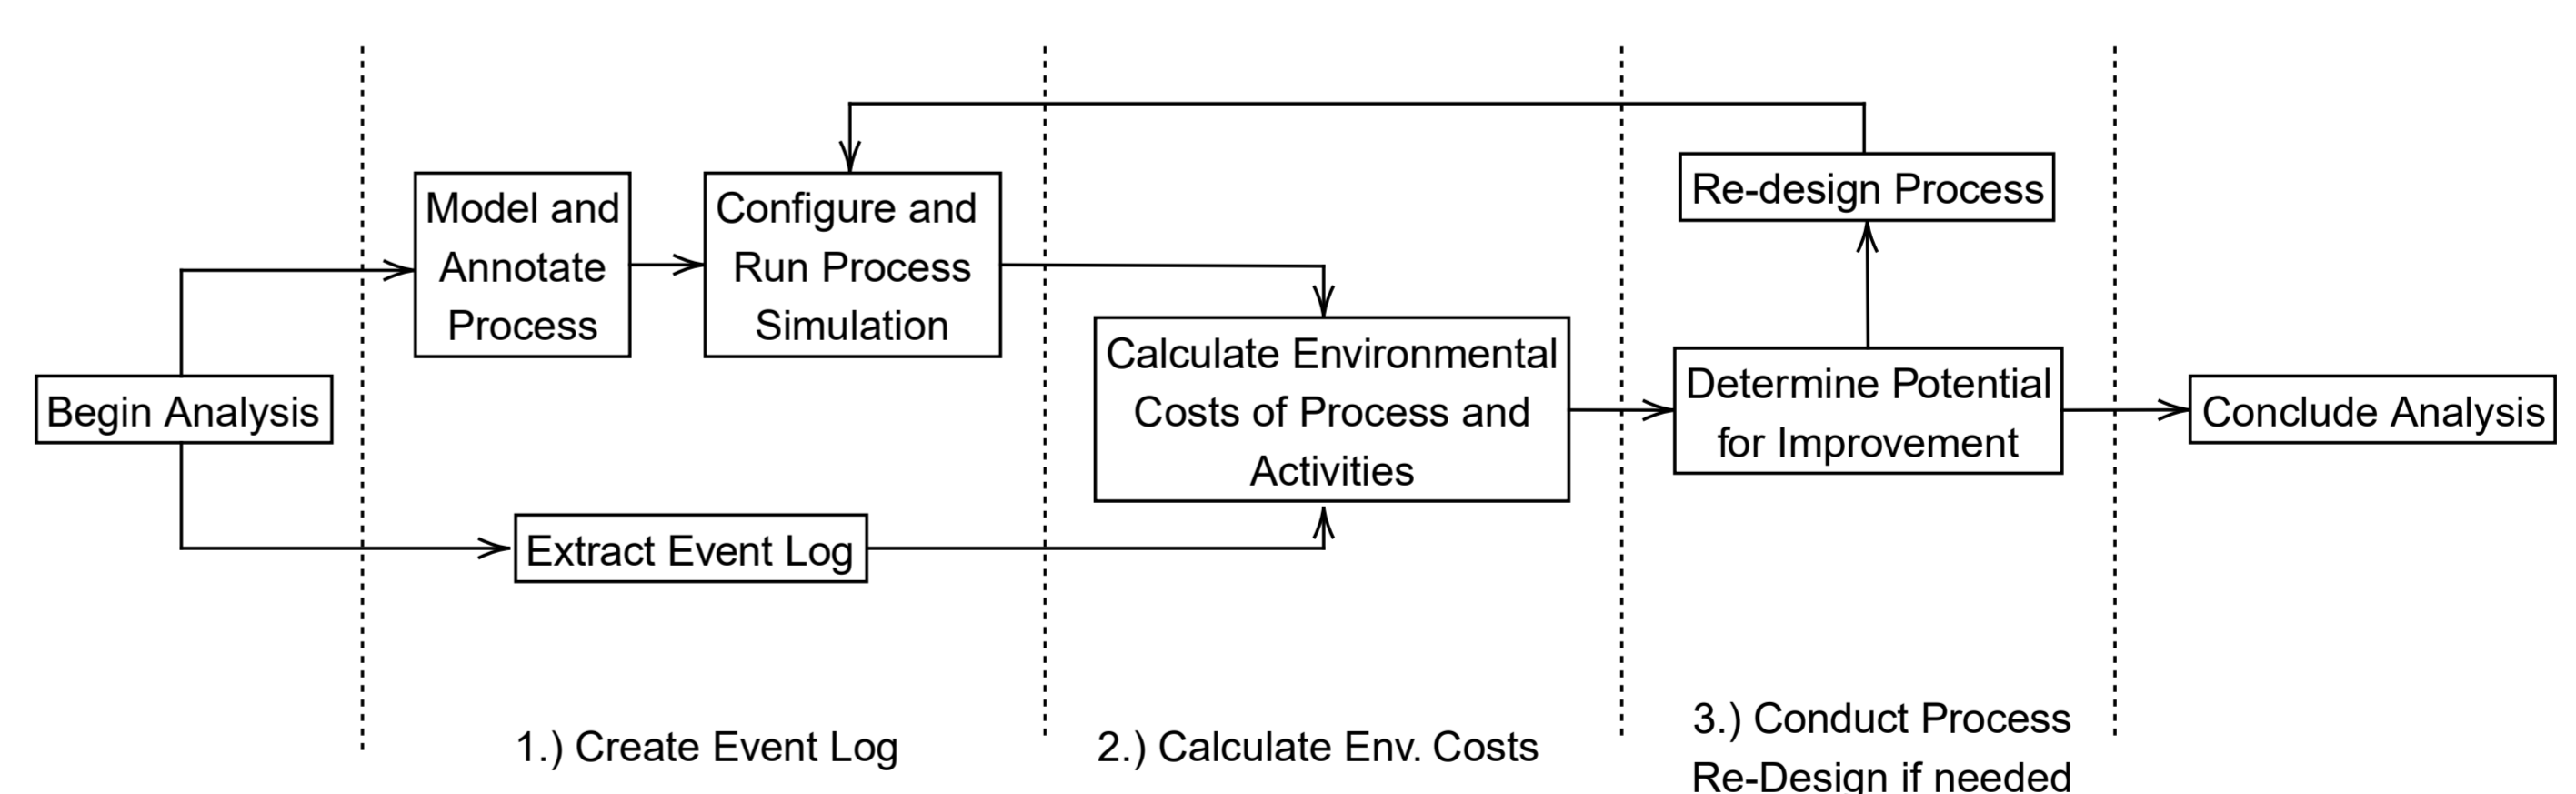 Begin Analysis
Model and
Annotate
Process
Configure and
Run Process
Simulation
Extract Event Log
Calculate Environmental
Costs of Process and
Activities
Re-design Process
Determine Potential
for Improvement
Conclude Analysis
1.) Create Event Log
2.) Calculate Env. Costs
3.) Conduct Process
Re-Design if needed